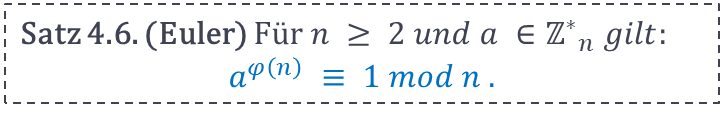 Satz 4.6. (Euler) Für n ≥ 2 und a ∈ ℤ*ₙ gilt:
a^φ(n) ≡ 1 mod n .